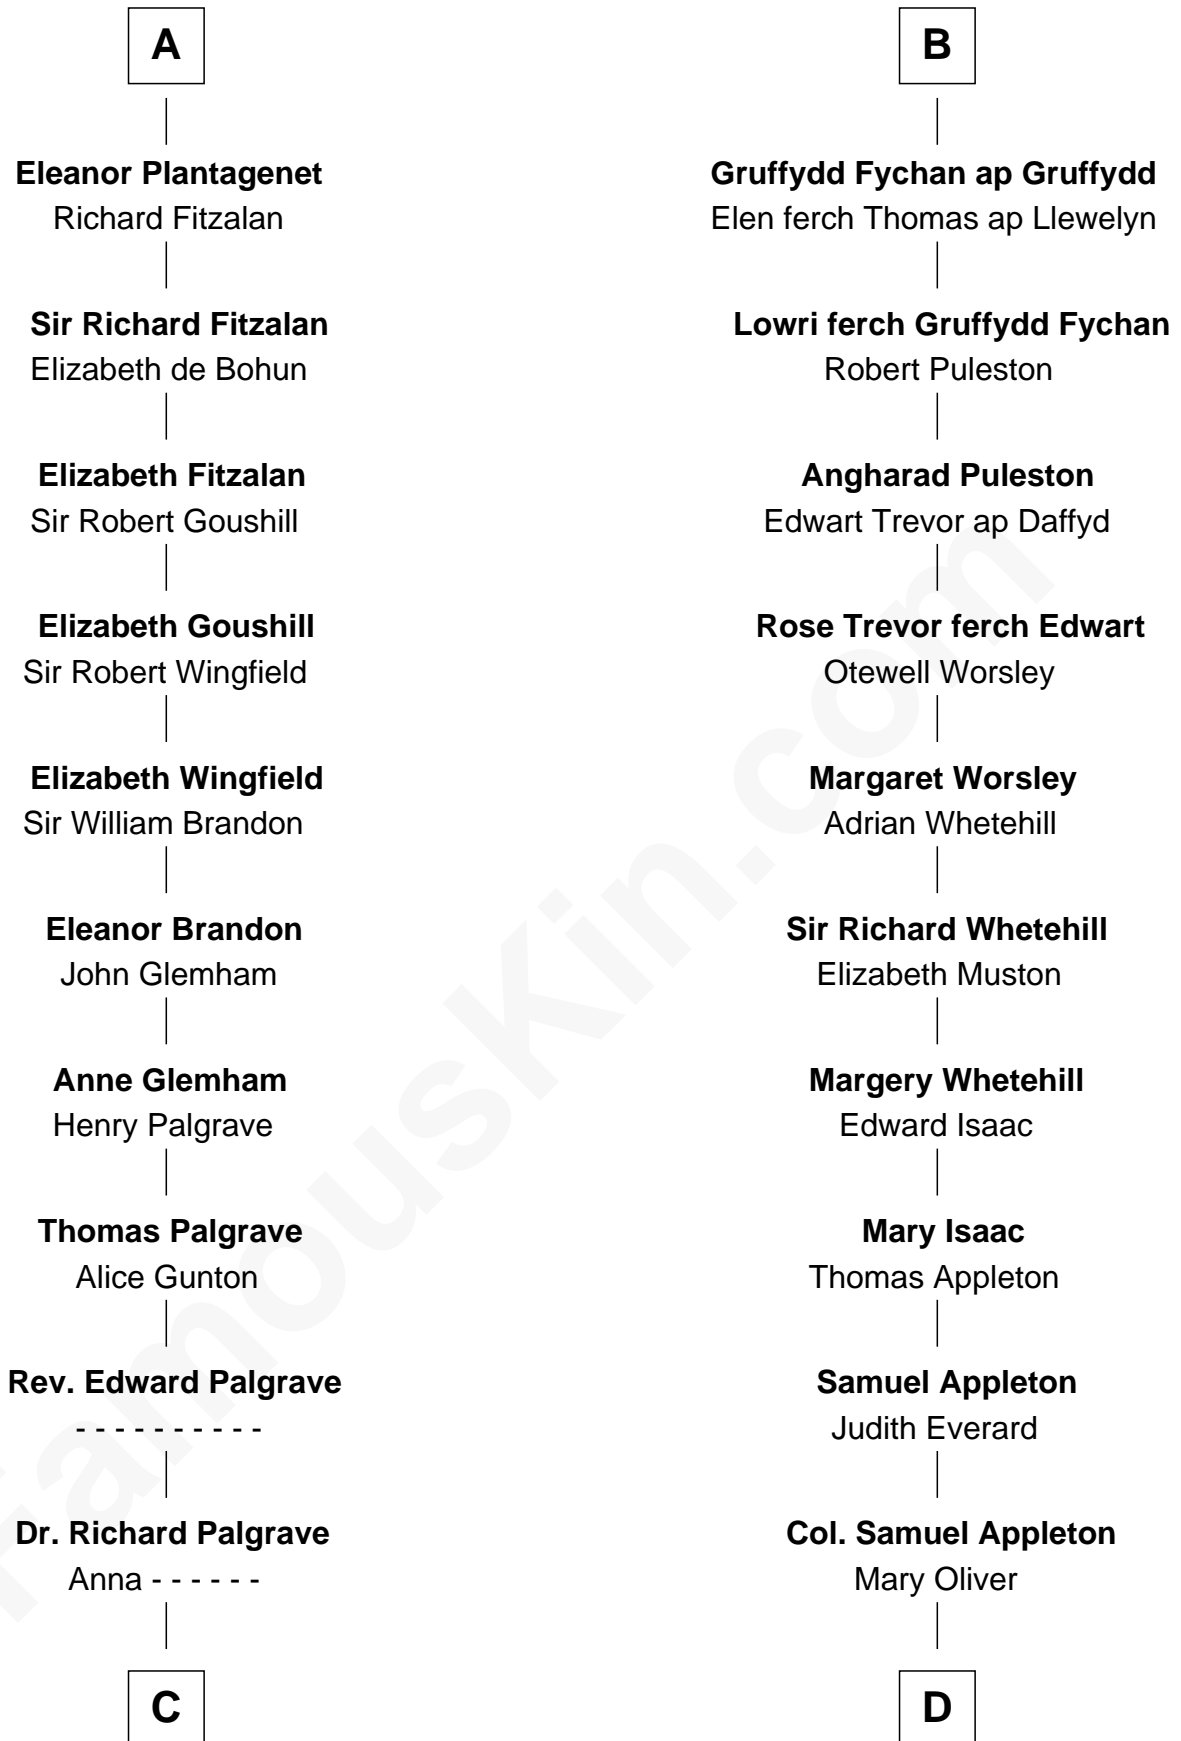 A
Eleanor Plantagenet
Richard Fitzalan
Sir Richard Fitzalan
Elizabeth de Bohun
Elizabeth Fitzalan
Sir Robert Goushill
Elizabeth Goushill
Sir Robert Wingfield
Elizabeth Wingfield
Sir William Brandon
Eleanor Brandon
John Glemham
Anne Glemham
Henry Palgrave
Thomas Palgrave
Alice Gunton
Rev. Edward Palgrave
- - - - - - - - - -
Dr. Richard Palgrave
Anna - - - - - -
C
B
Gruffydd Fychan ap Gruffydd
Elen ferch Thomas ap Llewelyn
Lowri ferch Gruffydd Fychan
Robert Puleston
Angharad Puleston
Edwart Trevor ap Daffyd
Rose Trevor ferch Edwart
Otewell Worsley
Margaret Worsley
Adrian Whetehill
Sir Richard Whetehill
Elizabeth Muston
Margery Whetehill
Edward Isaac
Mary Isaac
Thomas Appleton
Samuel Appleton
Judith Everard
Col. Samuel Appleton
Mary Oliver
D
FamousKin.com